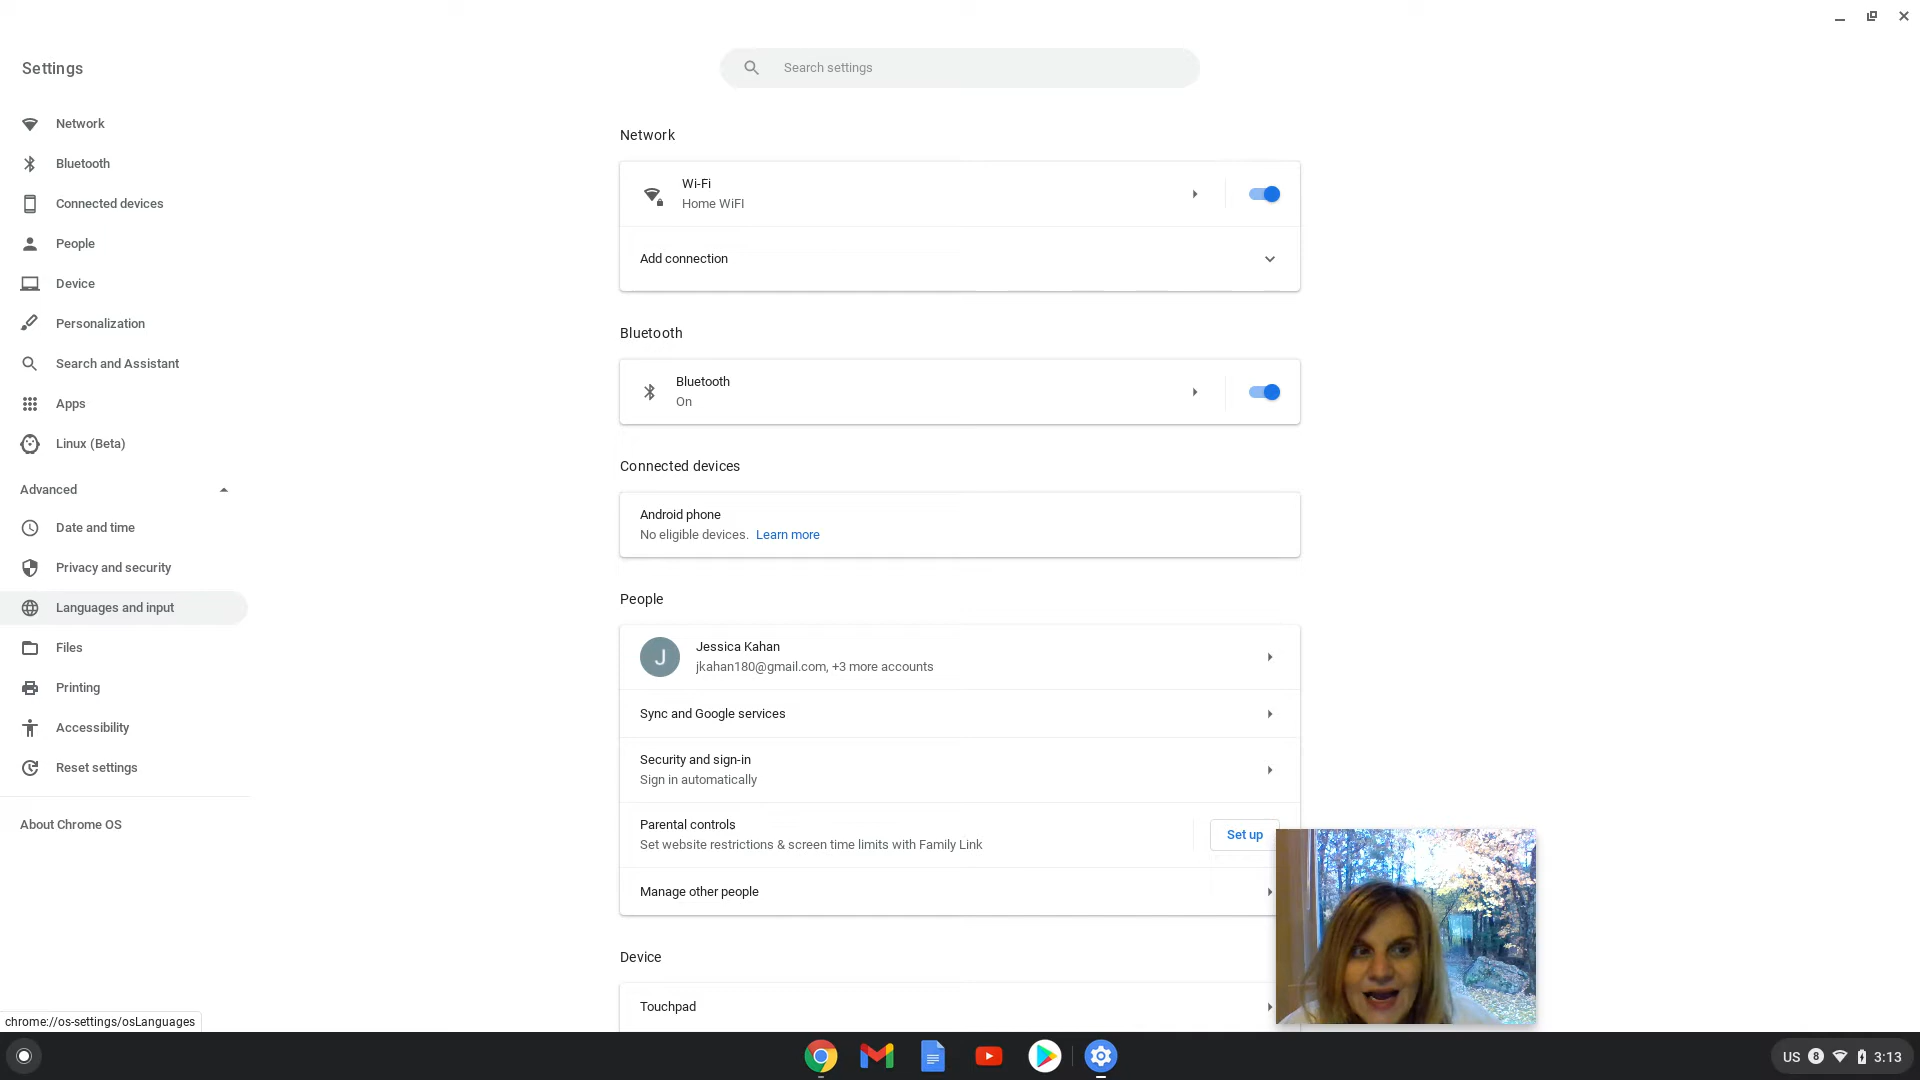 Settings
Search settings
Network
Bluetooth
Connected devices
People
Device
Personalization
Search and Assistant
Apps
Linux (Beta)
Advanced
Date and time
Privacy and security
Languages and input
Files
Printing
Accessibility
Reset settings
About Chrome OS
Network
Wi-Fi
Home WiFI
Add connection
Bluetooth
Bluetooth
On
Connected devices
Android phone
No eligible devices. Learn more
People
J
Jessica Kahan
jkahan180@gmail.com, +3 more accounts
Sync and Google services
Security and sign-in
Sign in automatically
Parental controls
Set website restrictions & screen time limits with Family Link
Set up
Manage other people
Device
Touchpad
chrome://os-settings/osLanguages
US 8 3:13